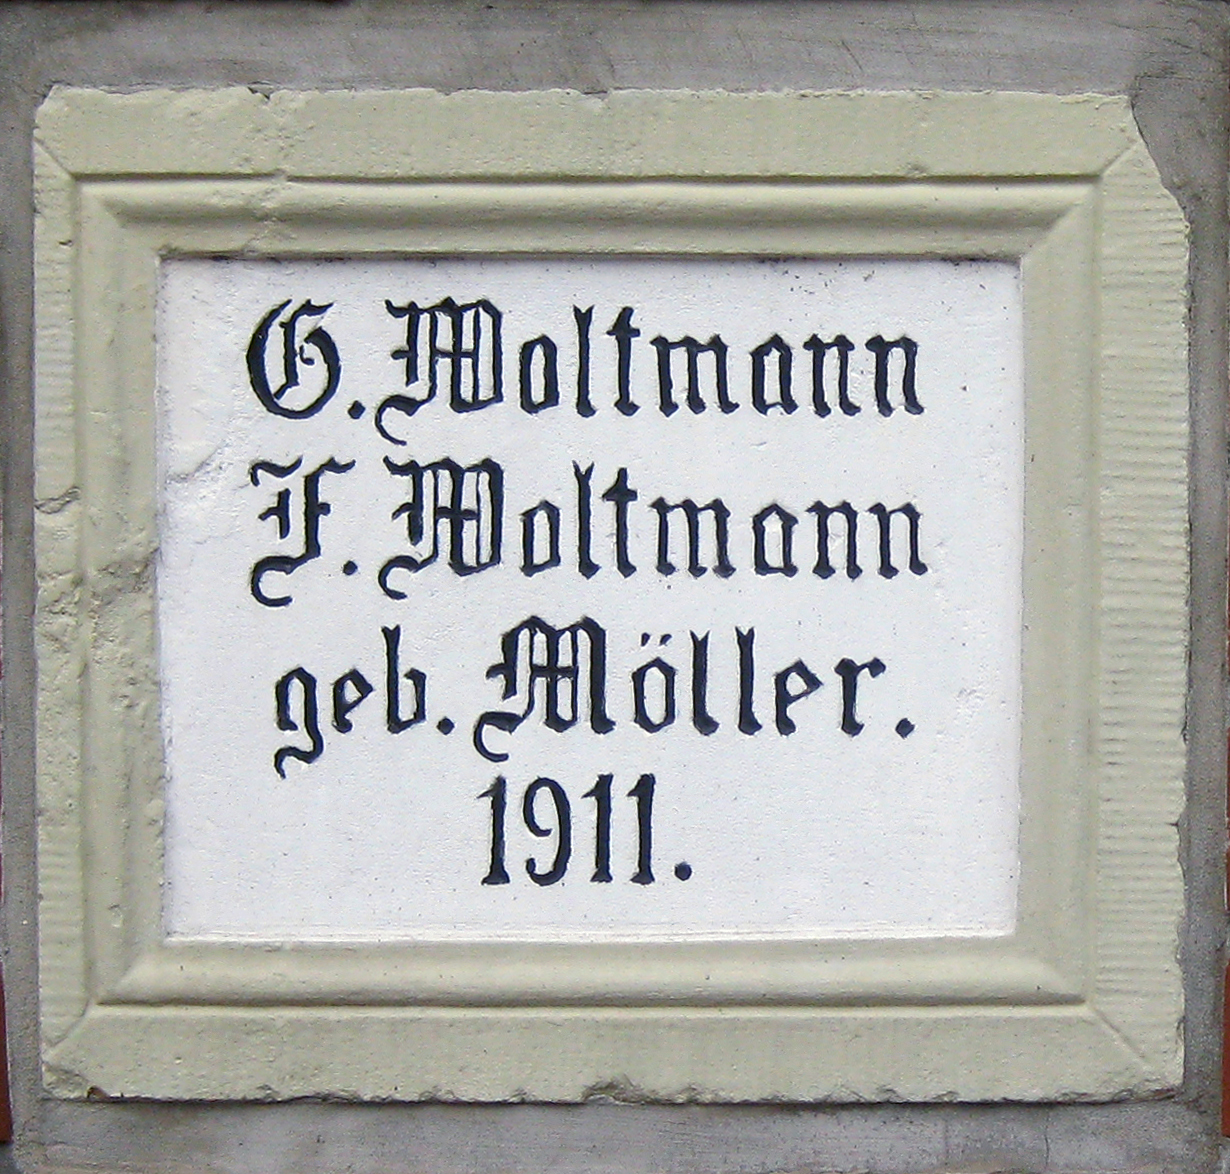 G. Woltmann
F. Woltmann
geb. Möller.
1911.